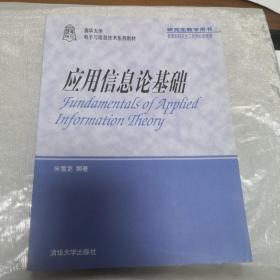 清华大学
电子与信息技术系列教材
研究生教学用书
应用信息论基础
Fundamentals of Applied
Information Theory
朱雪龙 编著
清华大学出版社